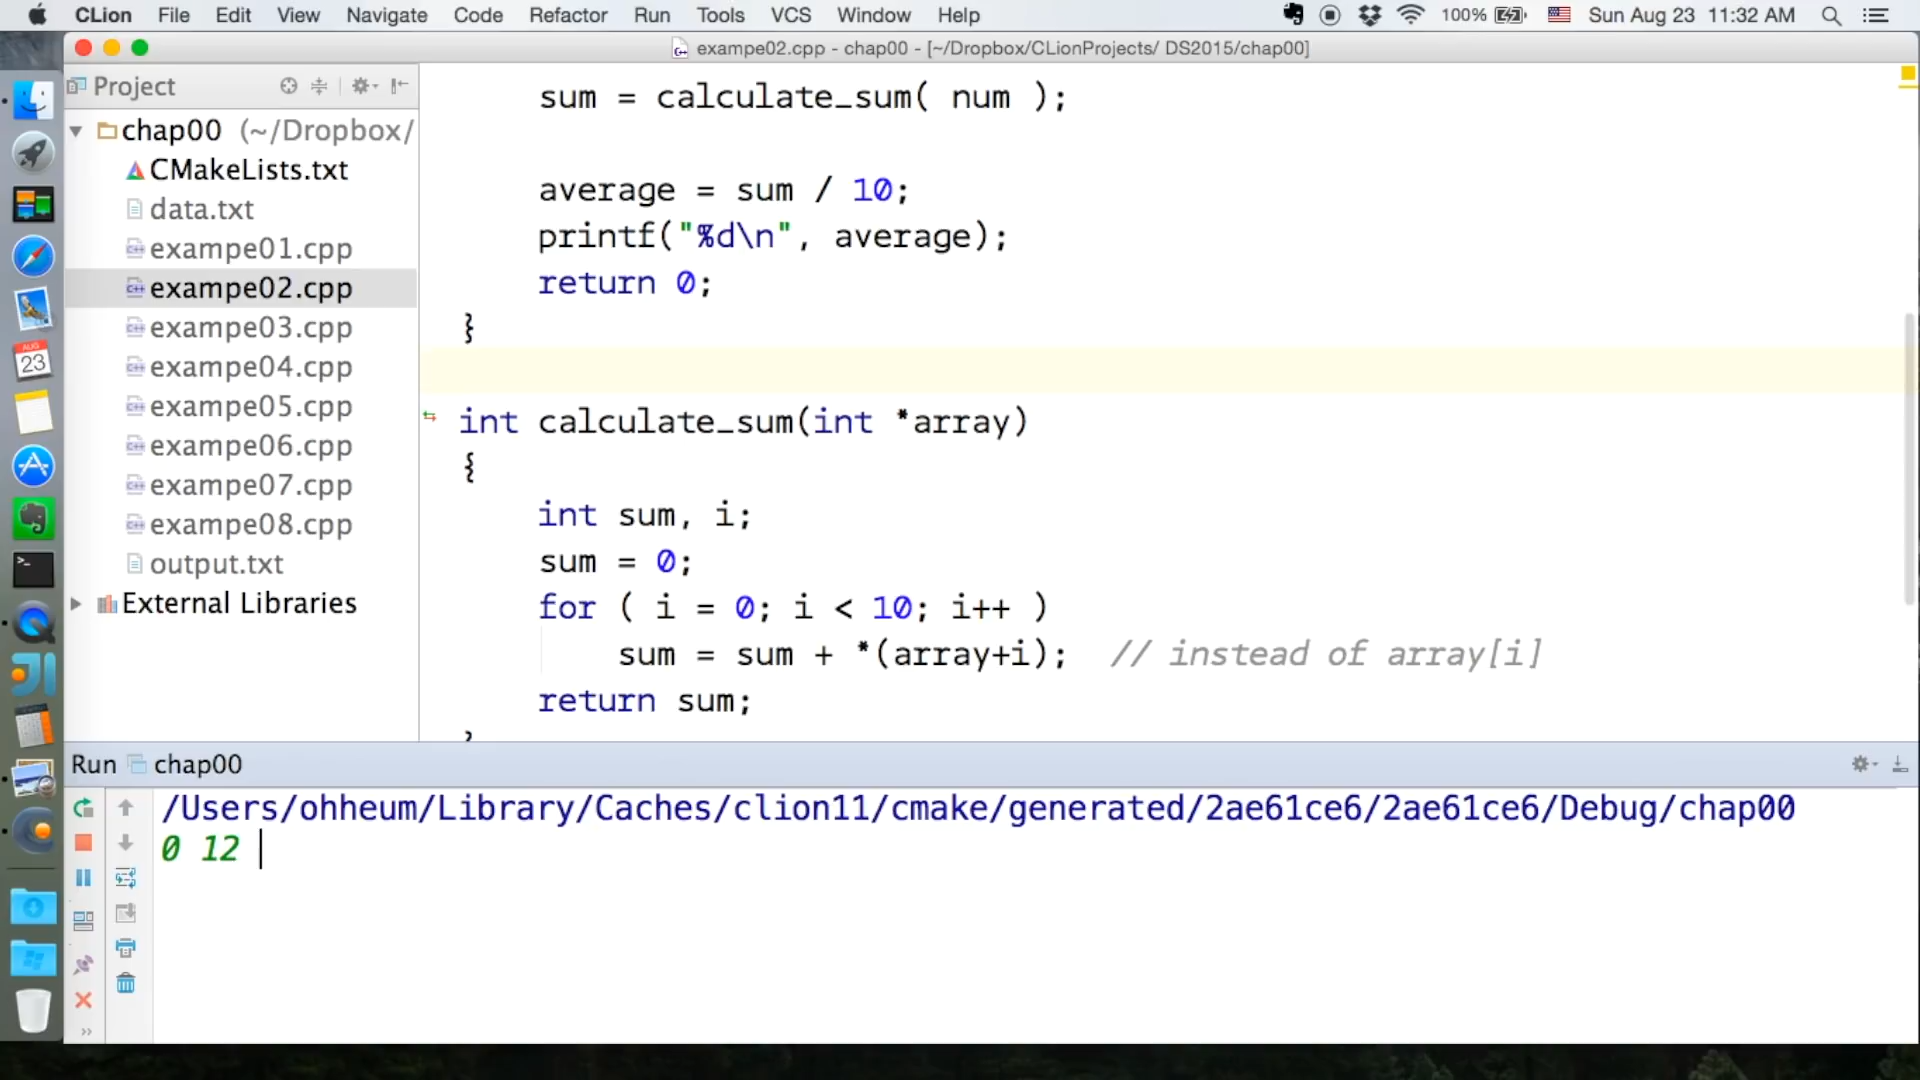 CLion File Edit View Navigate Code Refactor Run Tools VCS Window Help 100% Sun Aug 23 11:32 AM
exampe02.cpp - chap00 - [~/Dropbox/CLionProjects/ DS2015/chap00]
Project
chap00 (~/Dropbox/
CMakeLists.txt
data.txt
exampe01.cpp
exampe02.cpp
exampe03.cpp
exampe04.cpp
exampe05.cpp
exampe06.cpp
exampe07.cpp
exampe08.cpp
output.txt
External Libraries
AUG
23
sum = calculate_sum( num );
average = sum / 10;
printf("%d\n", average);
return 0;
}
int calculate_sum(int *array)
{
int sum, i;
sum = 0;
for ( i = 0; i < 10; i++ )
sum = sum + *(array+i); // instead of array[i]
return sum;
Run chap00
/Users/ohheum/Library/Caches/clion11/cmake/generated/2ae61ce6/2ae61ce6/Debug/chap00
0 12